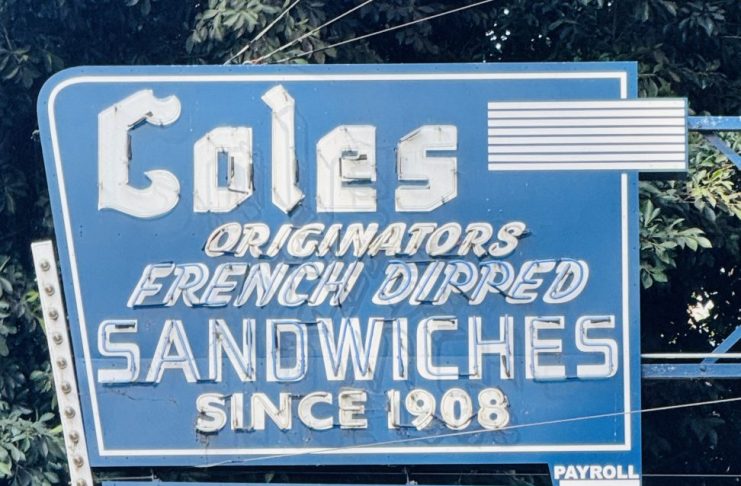 Coles
ORIGINATORS
FRENCH DIPPED
SANDWICHES
SINCE 1908
PAYROLL